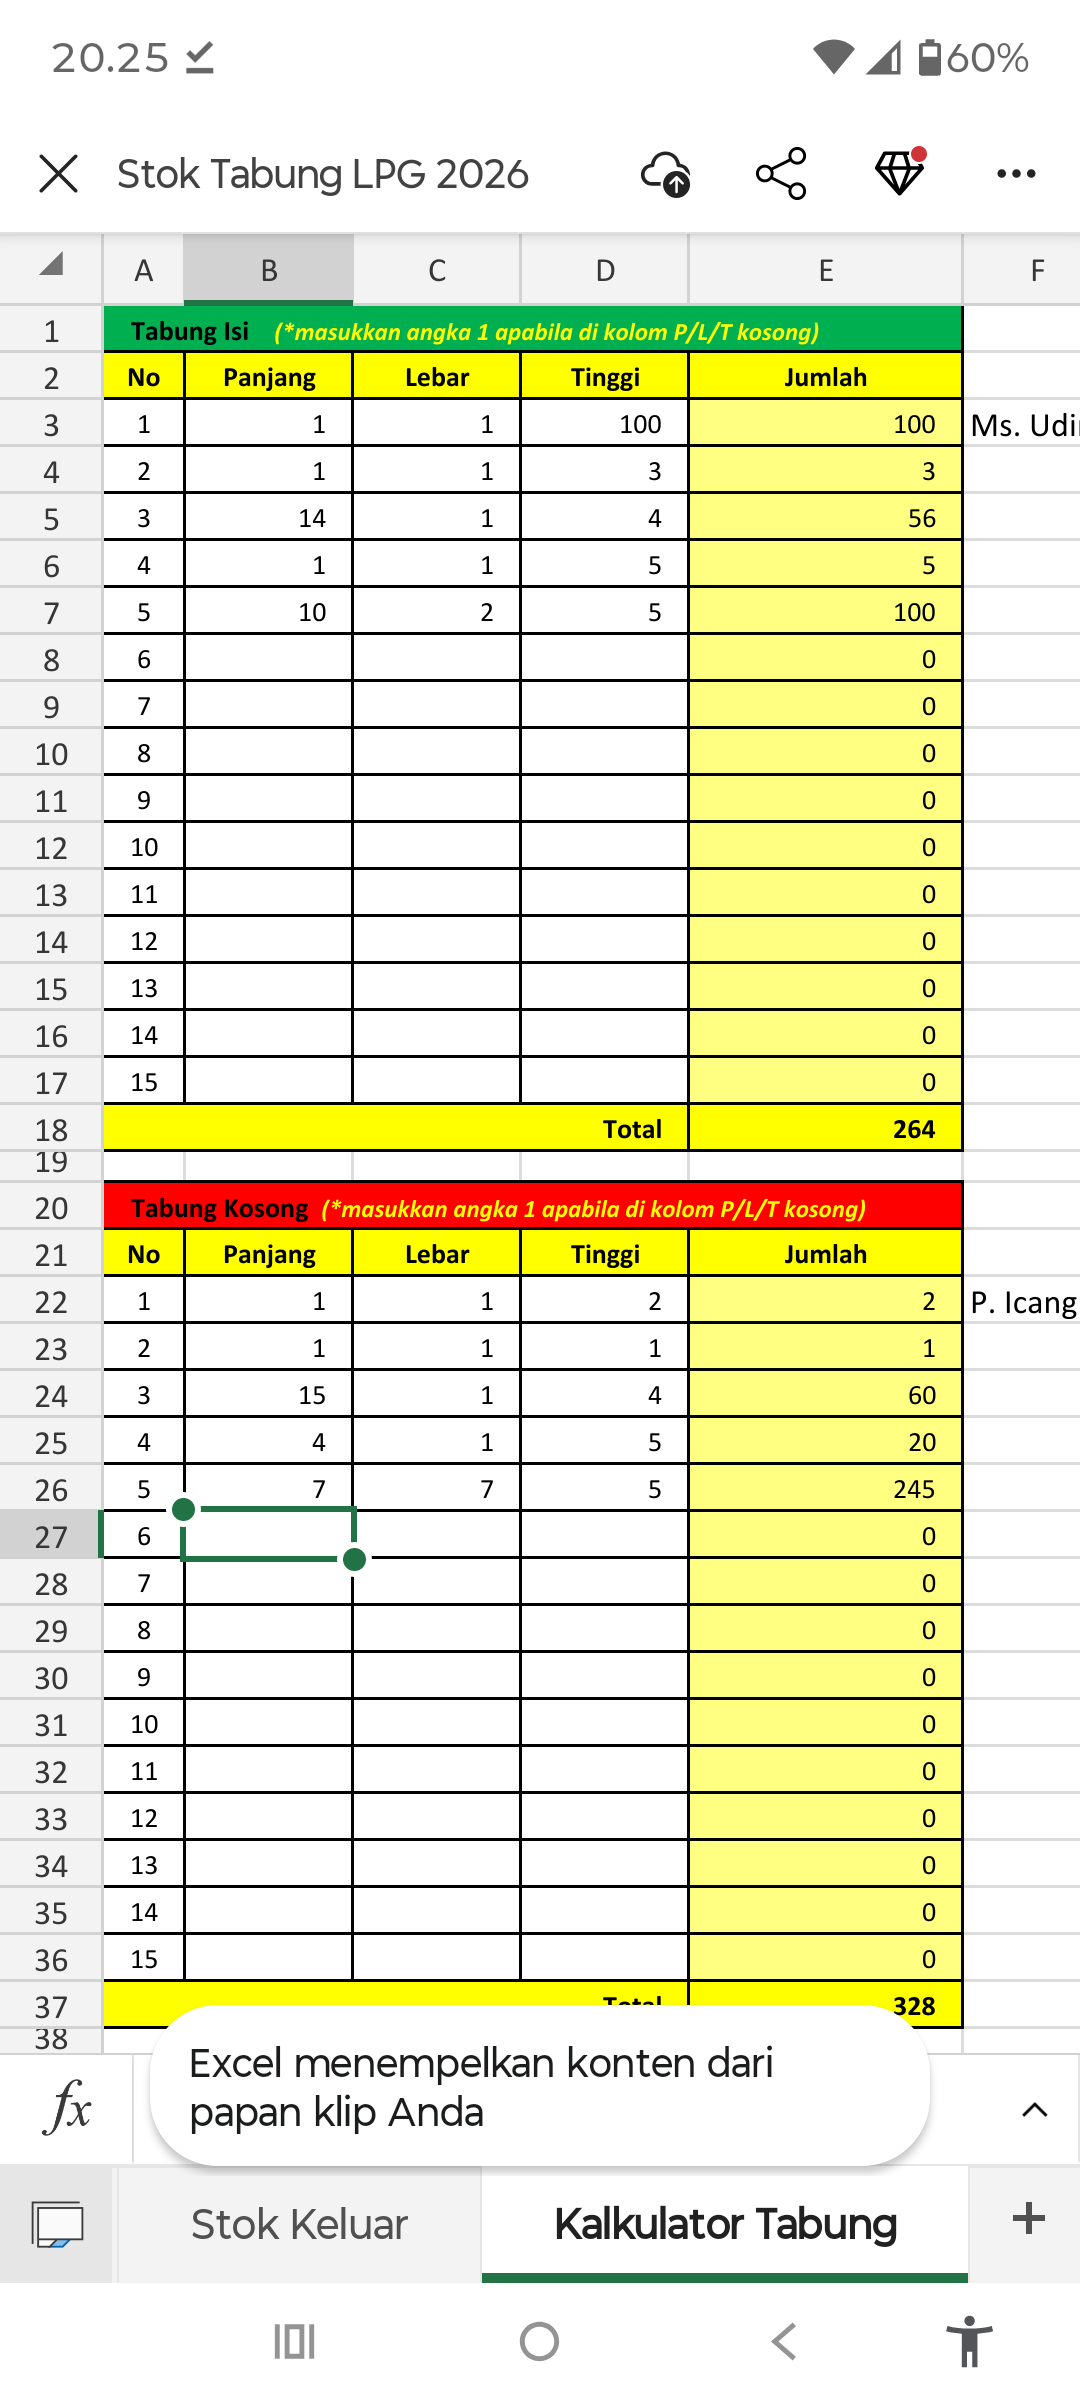 20.25 60%
Stok Tabung LPG 2026
A B C D E F
1 Tabung Isi (*masukkan angka 1 apabila di kolom P/L/T kosong)
2 No Panjang Lebar Tinggi Jumlah
3 1 1 1 100 100 Ms. Udi
4 2 1 1 3 3
5 3 14 1 4 56
6 4 1 1 5 5
7 5 10 2 5 100
8 6 0
9 7 0
10 8 0
11 9 0
12 10 0
13 11 0
14 12 0
15 13 0
16 14 0
17 15 0
18 Total 264
19
20 Tabung Kosong (*masukkan angka 1 apabila di kolom P/L/T kosong)
21 No Panjang Lebar Tinggi Jumlah
22 1 1 1 2 2 P. Icang
23 2 1 1 1 1
24 3 15 1 4 60
25 4 4 1 5 20
26 5 7 7 5 245
27 6 0
28 7 0
29 8 0
30 9 0
31 10 0
32 11 0
33 12 0
34 13 0
35 14 0
36 15 0
37 Total 328
38
fx
Excel menempelkan konten dari
papan klip Anda
Stok Keluar Kalkulator Tabung +